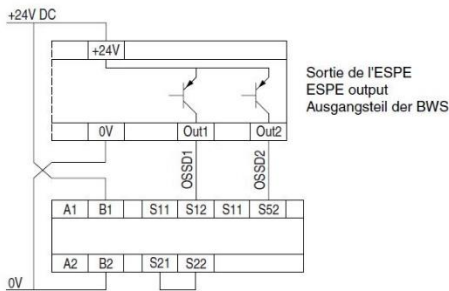 +24V DC
+24V
Sortie de l'ESPE
ESPE output
Ausgangsteil der BWS
0V Out1 Out2
OSSD1 OSSD2
A1 B1 S11 S12 S11 S52
A2 B2 S21 S22
0V